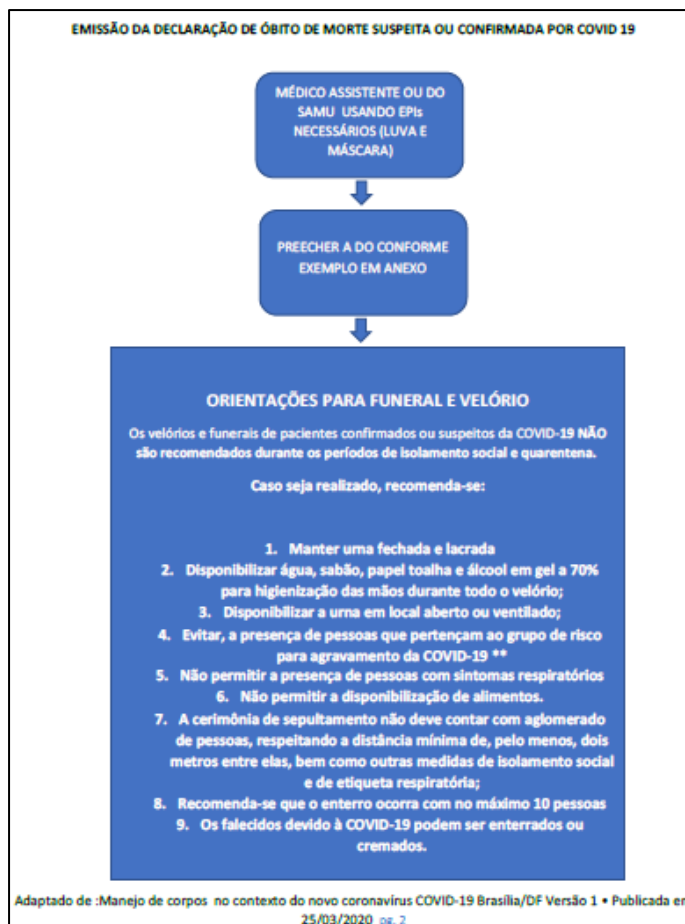 EMISSÃO DA DECLARAÇÃO DE ÓBITO DE MORTE SUSPEITA OU CONFIRMADA POR COVID 19
MÉDICO ASSISTENTE OU DO
SAMU USANDO EPIs
NECESSÁRIOS (LUVA E
MÁSCARA)
PREECHER A DO CONFORME
EXEMPLO EM ANEXO
ORIENTAÇÕES PARA FUNERAL E VELÓRIO
Os velórios e funerais de pacientes confirmados ou suspeitos da COVID-19 NÃO
são recomendados durante os períodos de isolamento social e quarentena.
Caso seja realizado, recomenda-se:
1. Manter urna fechada e lacrada
2. Disponibilizar água, sabão, papel toalha e álcool em gel a 70%
para higienização das mãos durante todo o velório;
3. Disponibilizar a urna em local aberto ou ventilado;
4. Evitar, a presença de pessoas que pertençam ao grupo de risco
para agravamento da COVID-19 **
5. Não permitir a presença de pessoas com sintomas respiratórios
6. Não permitir a disponibilização de alimentos.
7. A cerimônia de sepultamento não deve contar com aglomerado
de pessoas, respeitando a distância mínima de, pelo menos, dois
metros entre elas, bem como outras medidas de isolamento social
e de etiqueta respiratória;
8. Recomenda-se que o enterro ocorra com no máximo 10 pessoas
9. Os falecidos devido à COVID-19 podem ser enterrados ou
cremados.
Adaptado de :Manejo de corpos no contexto do novo coronavírus COVID-19 Brasília/DF Versão 1 • Publicada em
25/03/2020 pg. 2